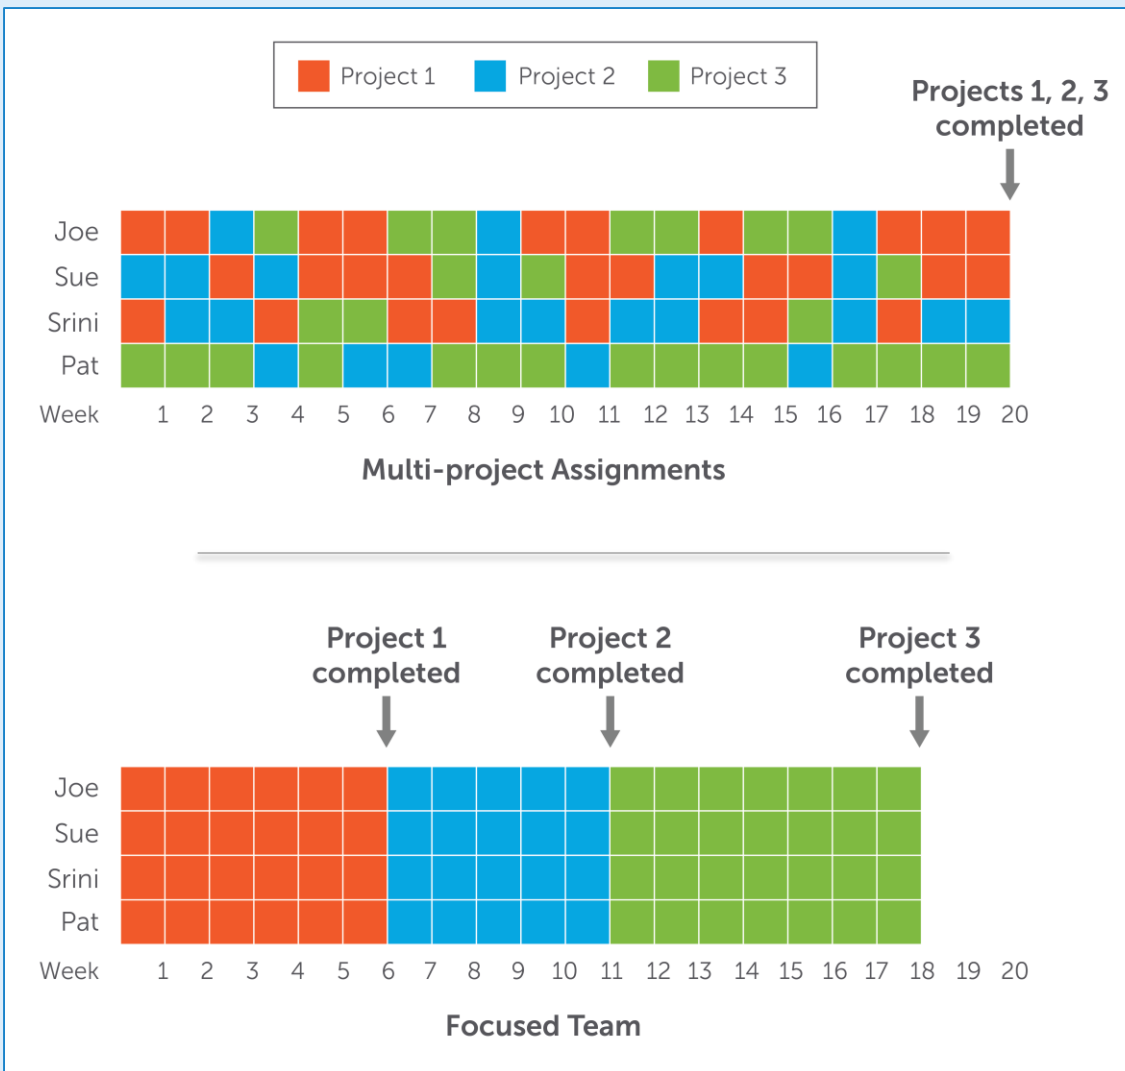 Project 1 Project 2 Project 3
Projects 1, 2, 3
completed
Joe
Sue
Srini
Pat
Week 1 2 3 4 5 6 7 8 9 10 11 12 13 14 15 16 17 18 19 20
Multi-project Assignments
Project 1 Project 2 Project 3
completed completed completed
Joe
Sue
Srini
Pat
Week 1 2 3 4 5 6 7 8 9 10 11 12 13 14 15 16 17 18 19 20
Focused Team